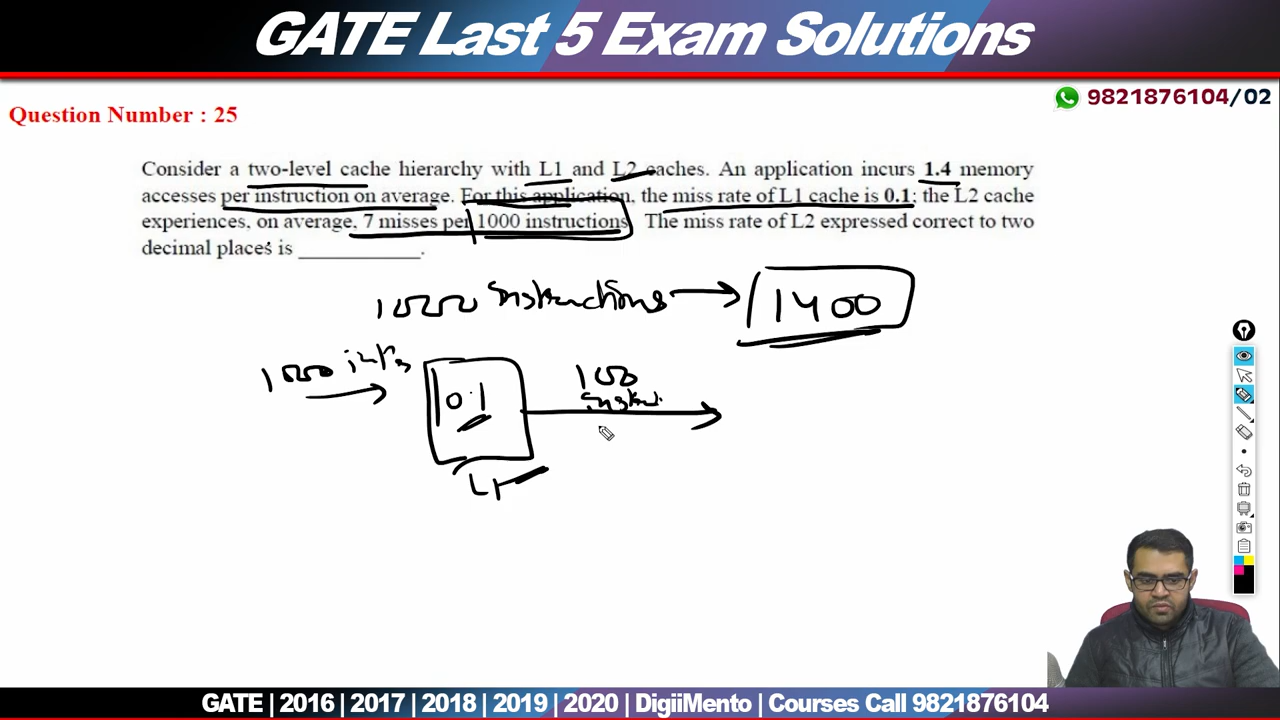 GATE Last 5 Exam Solutions
9821876104/02
Question Number : 25
Consider a two-level cache hierarchy with L1 and L2 caches. An application incurs 1.4 memory
accesses per instruction on average. For this application, the miss rate of L1 cache is 0.1; the L2 cache
experiences, on average, 7 misses per 1000 instructions. The miss rate of L2 expressed correct to two
decimal places is ____________.
1000 instructions → 1400
1000
100
0.1
L1
GATE | 2016 | 2017 | 2018 | 2019 | 2020 | DigiiMento | Courses Call 9821876104